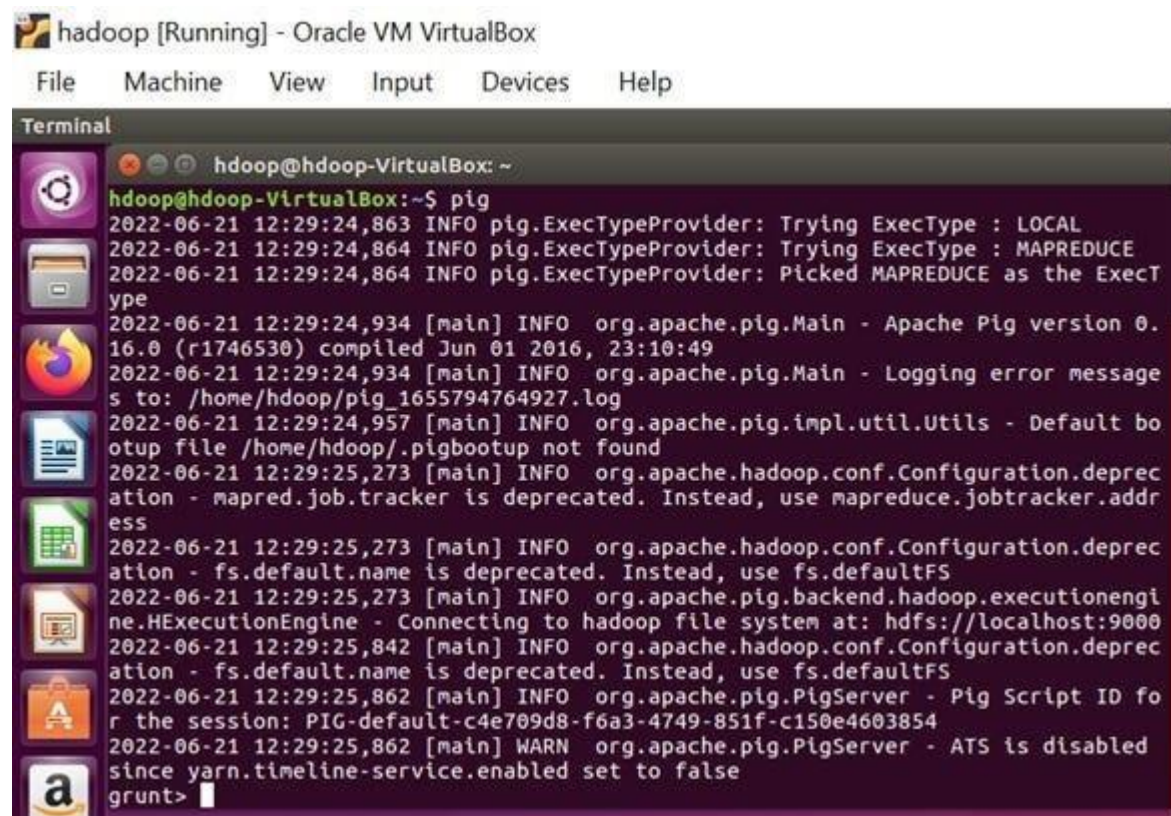 hadoop [Running] - Oracle VM VirtualBox
File Machine View Input Devices Help
Terminal
hdoop@hdoop-VirtualBox: ~
hdoop@hdoop-VirtualBox:~$ pig
2022-06-21 12:29:24,863 INFO pig.ExecTypeProvider: Trying ExecType : LOCAL
2022-06-21 12:29:24,864 INFO pig.ExecTypeProvider: Trying ExecType : MAPREDUCE
2022-06-21 12:29:24,864 INFO pig.ExecTypeProvider: Picked MAPREDUCE as the ExecT
ype
2022-06-21 12:29:24,934 [main] INFO  org.apache.pig.Main - Apache Pig version 0.
16.0 (r1746530) compiled Jun 01 2016, 23:10:49
2022-06-21 12:29:24,934 [main] INFO  org.apache.pig.Main - Logging error message
s to: /home/hdoop/pig_1655794764927.log
2022-06-21 12:29:24,957 [main] INFO  org.apache.pig.impl.util.Utils - Default bo
otup file /home/hdoop/.pigbootup not found
2022-06-21 12:29:25,273 [main] INFO  org.apache.hadoop.conf.Configuration.deprec
ation - mapred.job.tracker is deprecated. Instead, use mapreduce.jobtracker.addr
ess
2022-06-21 12:29:25,273 [main] INFO  org.apache.hadoop.conf.Configuration.deprec
ation - fs.default.name is deprecated. Instead, use fs.defaultFS
2022-06-21 12:29:25,273 [main] INFO  org.apache.pig.backend.hadoop.executionengi
ne.HExecutionEngine - Connecting to hadoop file system at: hdfs://localhost:9000
2022-06-21 12:29:25,842 [main] INFO  org.apache.hadoop.conf.Configuration.deprec
ation - fs.default.name is deprecated. Instead, use fs.defaultFS
2022-06-21 12:29:25,862 [main] INFO  org.apache.pig.PigServer - Pig Script ID fo
r the session: PIG-default-c4e709d8-f6a3-4749-851f-c150e4603854
2022-06-21 12:29:25,862 [main] WARN  org.apache.pig.PigServer - ATS is disabled
since yarn.timeline-service.enabled set to false
grunt>